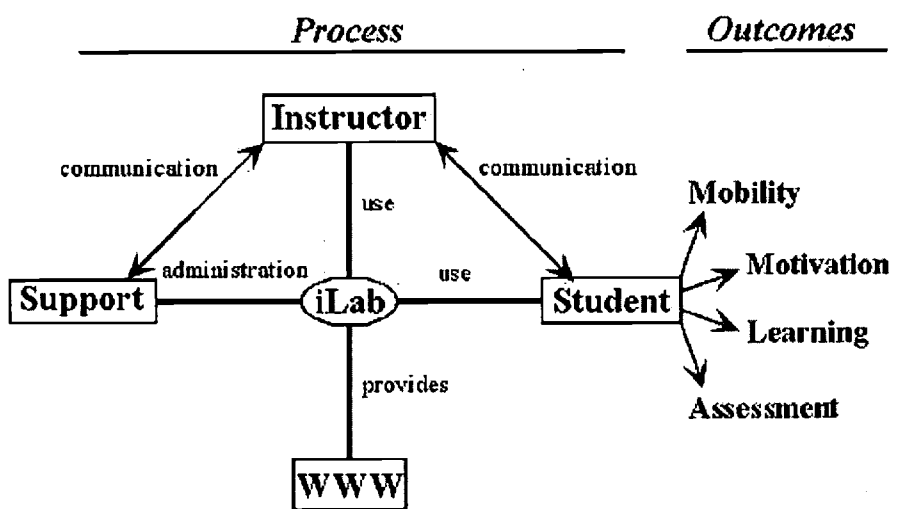 Process
Outcomes
Instructor
communication
communication
use
Mobility
administration
use
Motivation
Support
iLab
Student
Learning
provides
Assessment
WWW